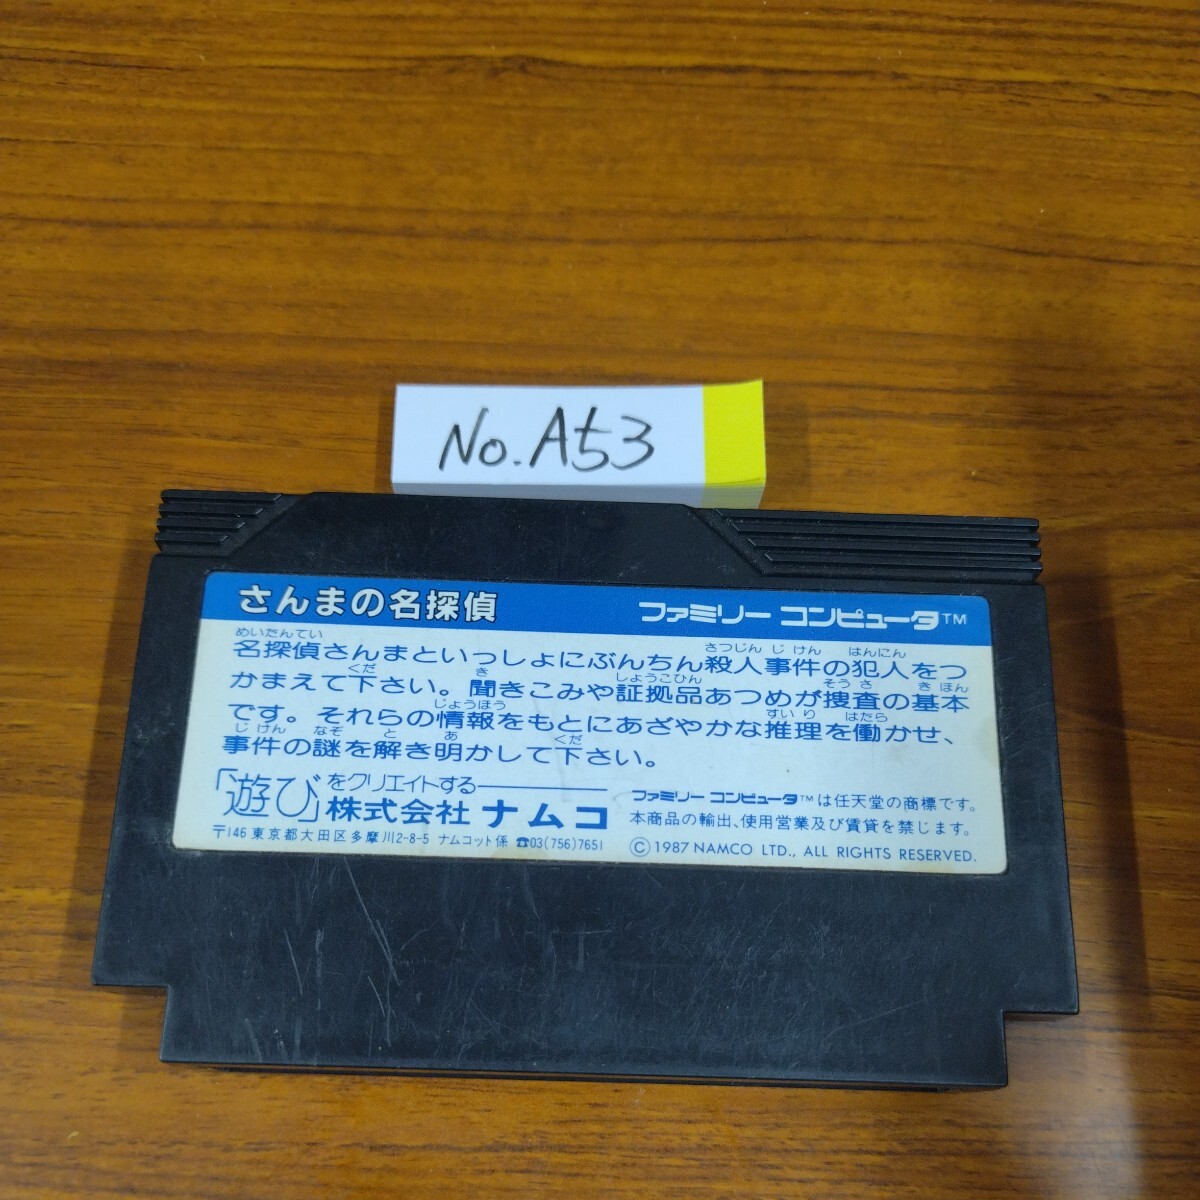 No. A53
さんまの名探偵 ファミリー コンピュータ™
めいたんてい さつじん じ けん はんにん
名探偵さんまといっしょにぶんちん殺人事件の犯人をつ
くだ き しょうこひん そう さ き ほん
かまえて下さい。聞きこみや証拠品あつめが捜査の基本
じょうほう すい り はたら
です。それらの情報をもとにあざやかな推理を働かせ、
じ けん なぞ と あ くだ
事件の謎を解き明かして下さい。
「遊び」をクリエイトする
株式会社 ナムコ
〒146 東京都大田区多摩川2-8-5 ナムコット係 ☎03(756)7651
ファミリー コンピュータ™は任天堂の商標です。
本商品の輸出、使用営業及び賃貸を禁じます。
© 1987 NAMCO LTD., ALL RIGHTS RESERVED.